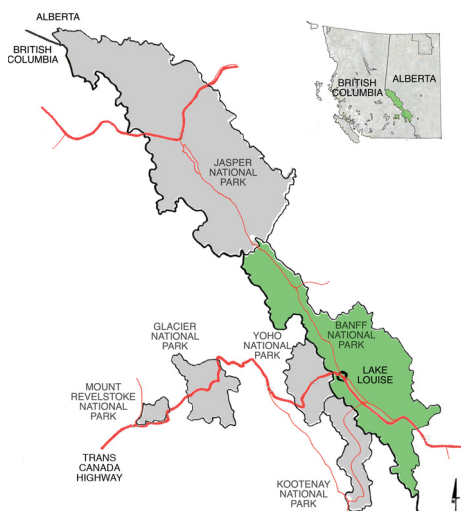 ALBERTA
BRITISH
COLUMBIA
BRITISH
COLUMBIA
ALBERTA
JASPER
NATIONAL
PARK
GLACIER
NATIONAL
PARK
YOHO
NATIONAL
PARK
BANFF
NATIONAL
PARK
LAKE
LOUISE
MOUNT
REVELSTOKE
NATIONAL
PARK
TRANS
CANADA
HIGHWAY
KOOTENAY
NATIONAL
PARK